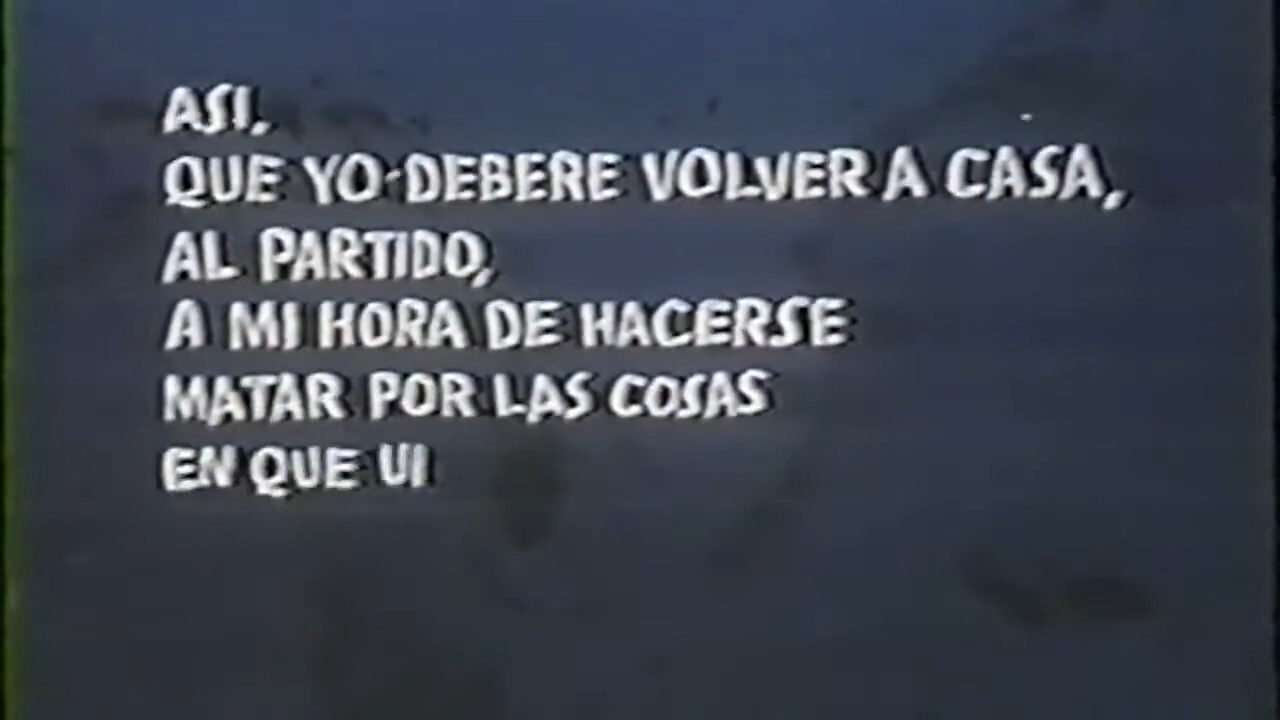 ASI,
QUE YO DEBERE VOLVER A CASA,
AL PARTIDO,
A MI HORA DE HACERSE
MATAR POR LAS COSAS
EN QUE UI